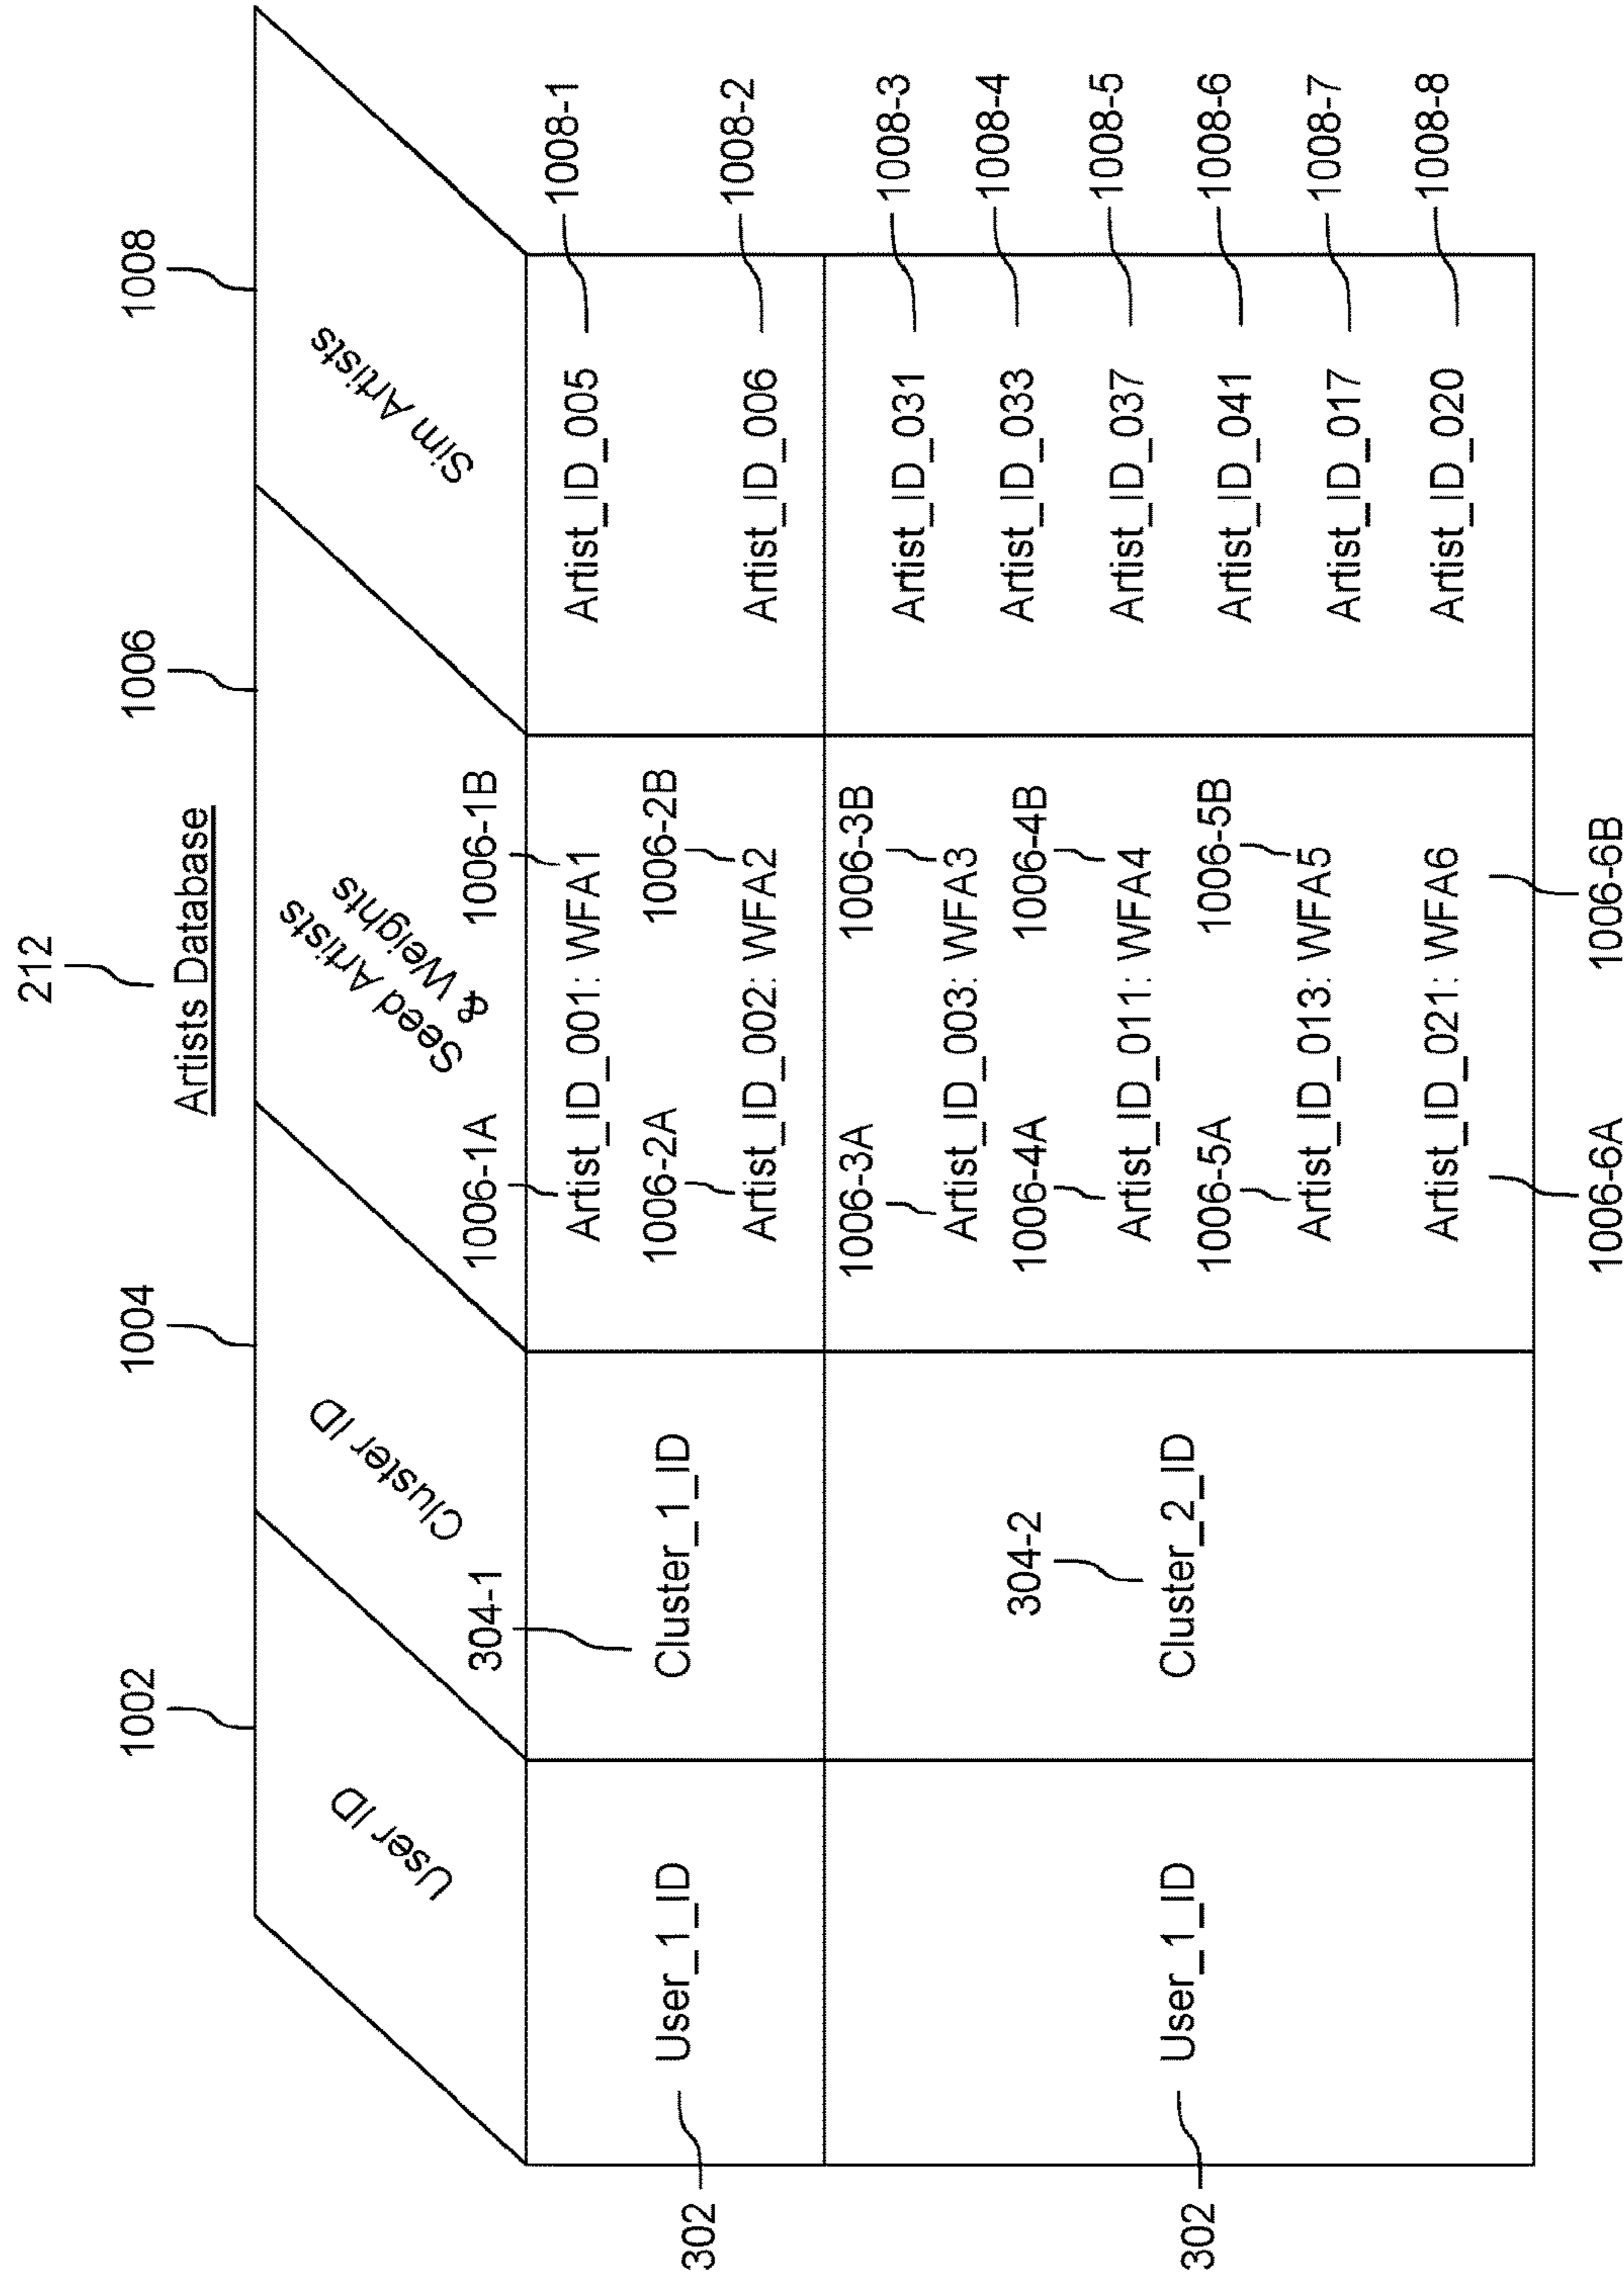 212
Artists Database
1002
1004
1006
1008
User ID
Cluster ID
Seed Artists
& Weights
Sim Artists
304-1
1006-1A
1006-1B
1008-1
Artist_ID_001: WFA1
Artist_ID_005
302
User_1_ID
Cluster_1_ID
1006-2A
1006-2B
1008-2
Artist_ID_002: WFA2
Artist_ID_006
1006-3A
1006-3B
1008-3
Artist_ID_031
Artist_ID_003: WFA3
304-2
1006-4A
1006-4B
1008-4
Artist_ID_033
Artist_ID_011: WFA4
1008-5
Artist_ID_037
302
User_1_ID
Cluster_2_ID
1006-5A
1006-5B
1008-6
Artist_ID_041
Artist_ID_013: WFA5
1008-7
Artist_ID_017
Artist_ID_021: WFA6
1008-8
Artist_ID_020
1006-6A
1006-6B